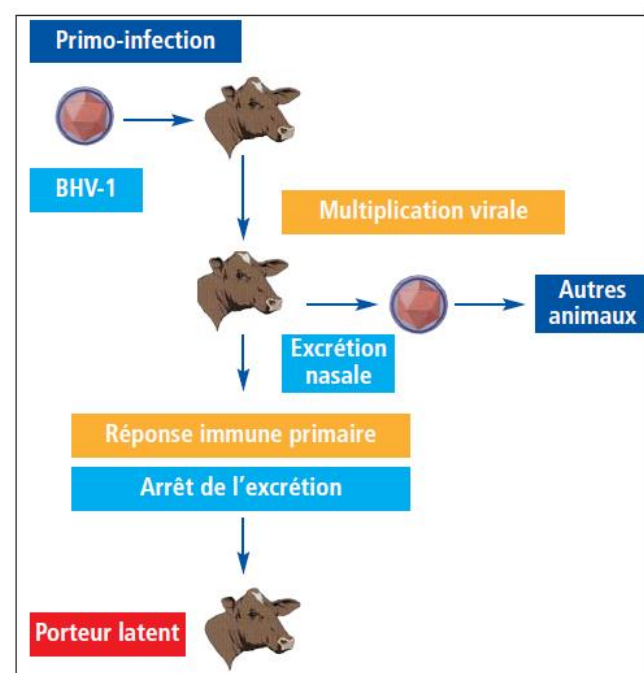 Primo-infection
BHV-1
Multiplication virale
Excrétion
nasale
Autres
animaux
Réponse immune primaire
Arrêt de l'excrétion
Porteur latent